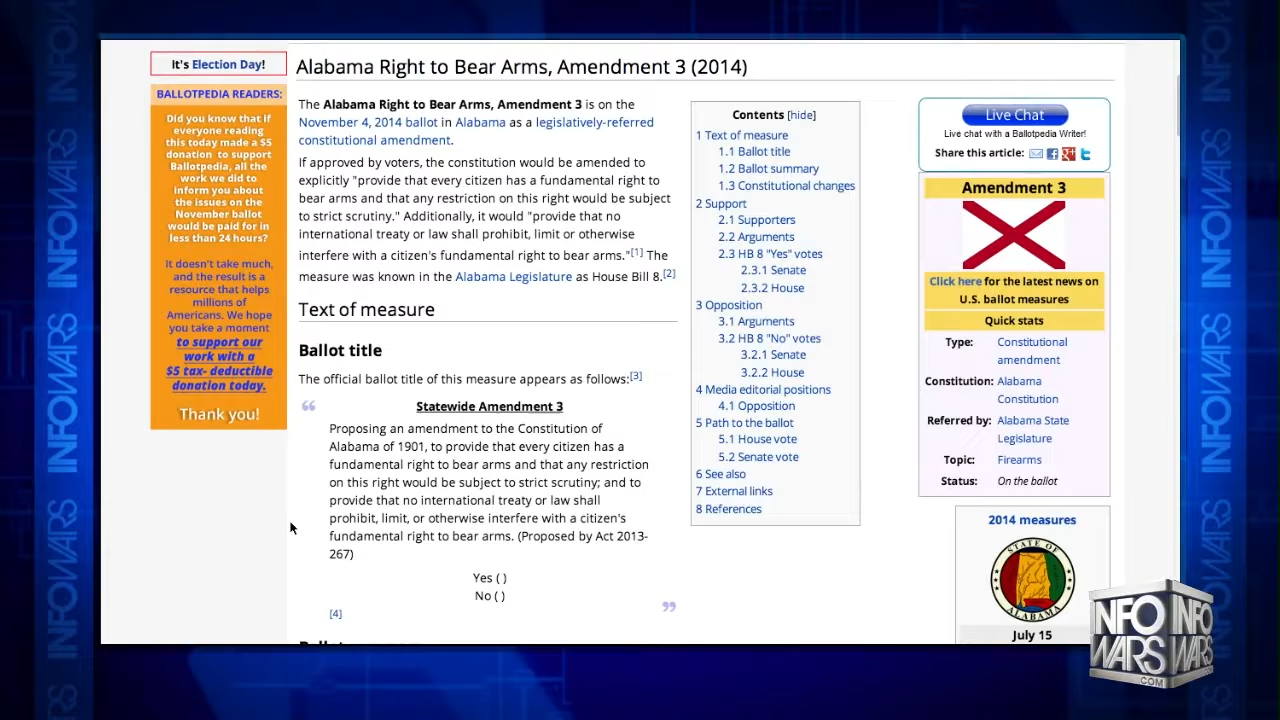 It's Election Day!
BALLOTPEDIA READERS:
Did you know that if
everyone reading
this today made a $5
donation to support
Ballotpedia, all the
work we did to
inform you about
the issues on the
November ballot
would be paid for in
less than 24 hours?
It doesn't take much,
and the result is a
resource that helps
millions of
Americans. We hope
you take a moment
to support our
work with a
$5 tax- deductible
donation today.
Thank you!
Alabama Right to Bear Arms, Amendment 3 (2014)
The Alabama Right to Bear Arms, Amendment 3 is on the
November 4, 2014 ballot in Alabama as a legislatively-referred
constitutional amendment.
If approved by voters, the constitution would be amended to
explicitly "provide that every citizen has a fundamental right to
bear arms and that any restriction on this right would be subject
to strict scrutiny." Additionally, it would "provide that no
international treaty or law shall prohibit, limit or otherwise
interfere with a citizen's fundamental right to bear arms."[1] The
measure was known in the Alabama Legislature as House Bill 8.[2]
Text of measure
Ballot title
The official ballot title of this measure appears as follows:[3]
“ Statewide Amendment 3
Proposing an amendment to the Constitution of
Alabama of 1901, to provide that every citizen has a
fundamental right to bear arms and that any restriction
on this right would be subject to strict scrutiny; and to
provide that no international treaty or law shall
prohibit, limit, or otherwise interfere with a citizen's
fundamental right to bear arms. (Proposed by Act 2013-
267)
Yes ( )
No ( )
[4] ”
Contents [hide]
1 Text of measure
1.1 Ballot title
1.2 Ballot summary
1.3 Constitutional changes
2 Support
2.1 Supporters
2.2 Arguments
2.3 HB 8 "Yes" votes
2.3.1 Senate
2.3.2 House
3 Opposition
3.1 Arguments
3.2 HB 8 "No" votes
3.2.1 Senate
3.2.2 House
4 Media editorial positions
4.1 Opposition
5 Path to the ballot
5.1 House vote
5.2 Senate vote
6 See also
7 External links
8 References
Live Chat
Live chat with a Ballotpedia Writer!
Share this article:
Amendment 3
Click here for the latest news on
U.S. ballot measures
Quick stats
Type: Constitutional
amendment
Constitution: Alabama
Constitution
Referred by: Alabama State
Legislature
Topic: Firearms
Status: On the ballot
2014 measures
STATE OF
ALABAMA
July 15
INFO WARS
.COM
INFO WARS
INFOWARS
INFOWARS